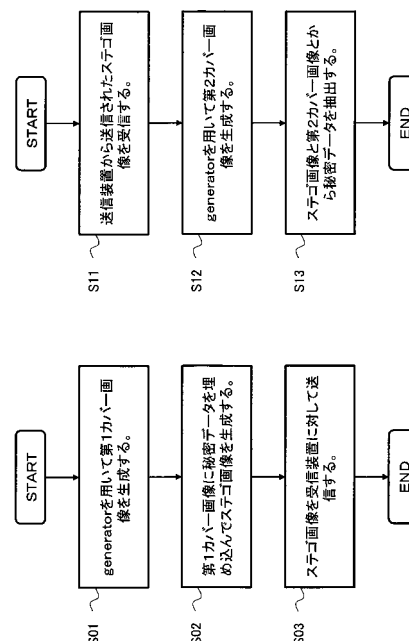 START
S01
generatorを用いて第1カバー画
像を生成する。
S02
第1カバー画像に秘密データを埋
め込んでステゴ画像を生成する。
S03
ステゴ画像を受信装置に対して送
信する。
END
START
S11
送信装置から送信されたステゴ画
像を受信する。
S12
generatorを用いて第2カバー画
像を生成する。
S13
ステゴ画像と第2カバー画像とか
ら秘密データを抽出する。
END